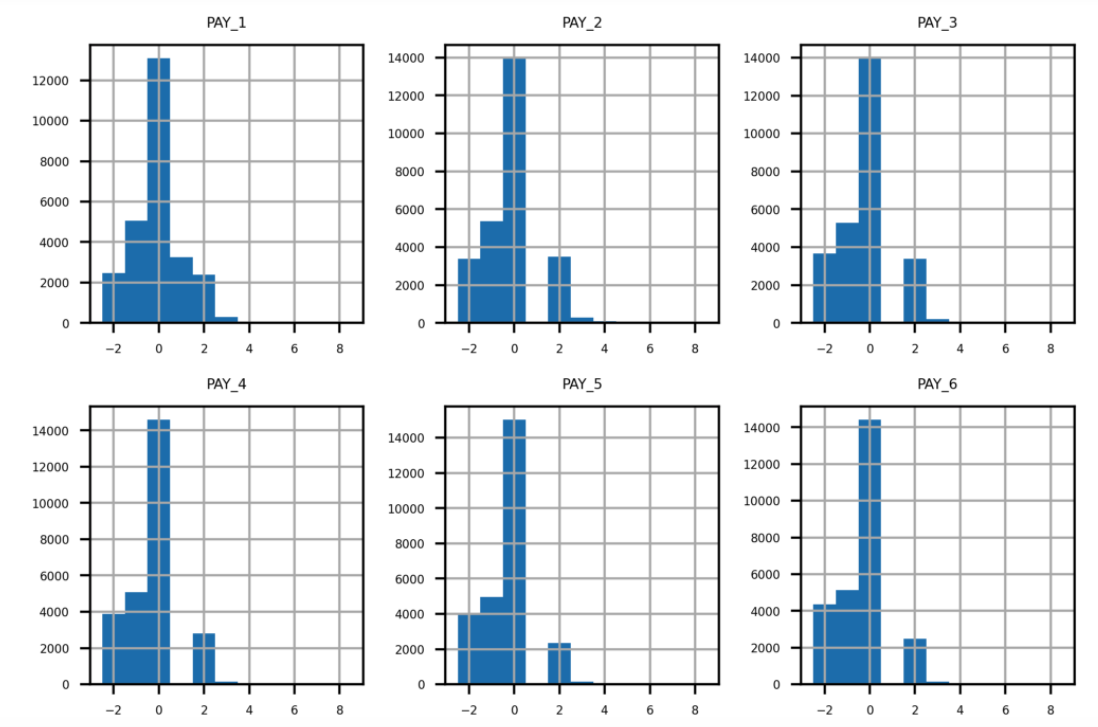 PAY_1 PAY_2 PAY_3
14000 14000
12000
12000 12000
10000
10000 10000
8000
8000 8000
6000
6000 6000
4000
4000 4000
2000
2000 2000
0 0 0
−2 0 2 4 6 8 −2 0 2 4 6 8 −2 0 2 4 6 8
PAY_4 PAY_5 PAY_6
14000 14000 14000
12000 12000 12000
10000 10000 10000
8000 8000 8000
6000 6000 6000
4000 4000 4000
2000 2000 2000
0 0 0
−2 0 2 4 6 8 −2 0 2 4 6 8 −2 0 2 4 6 8